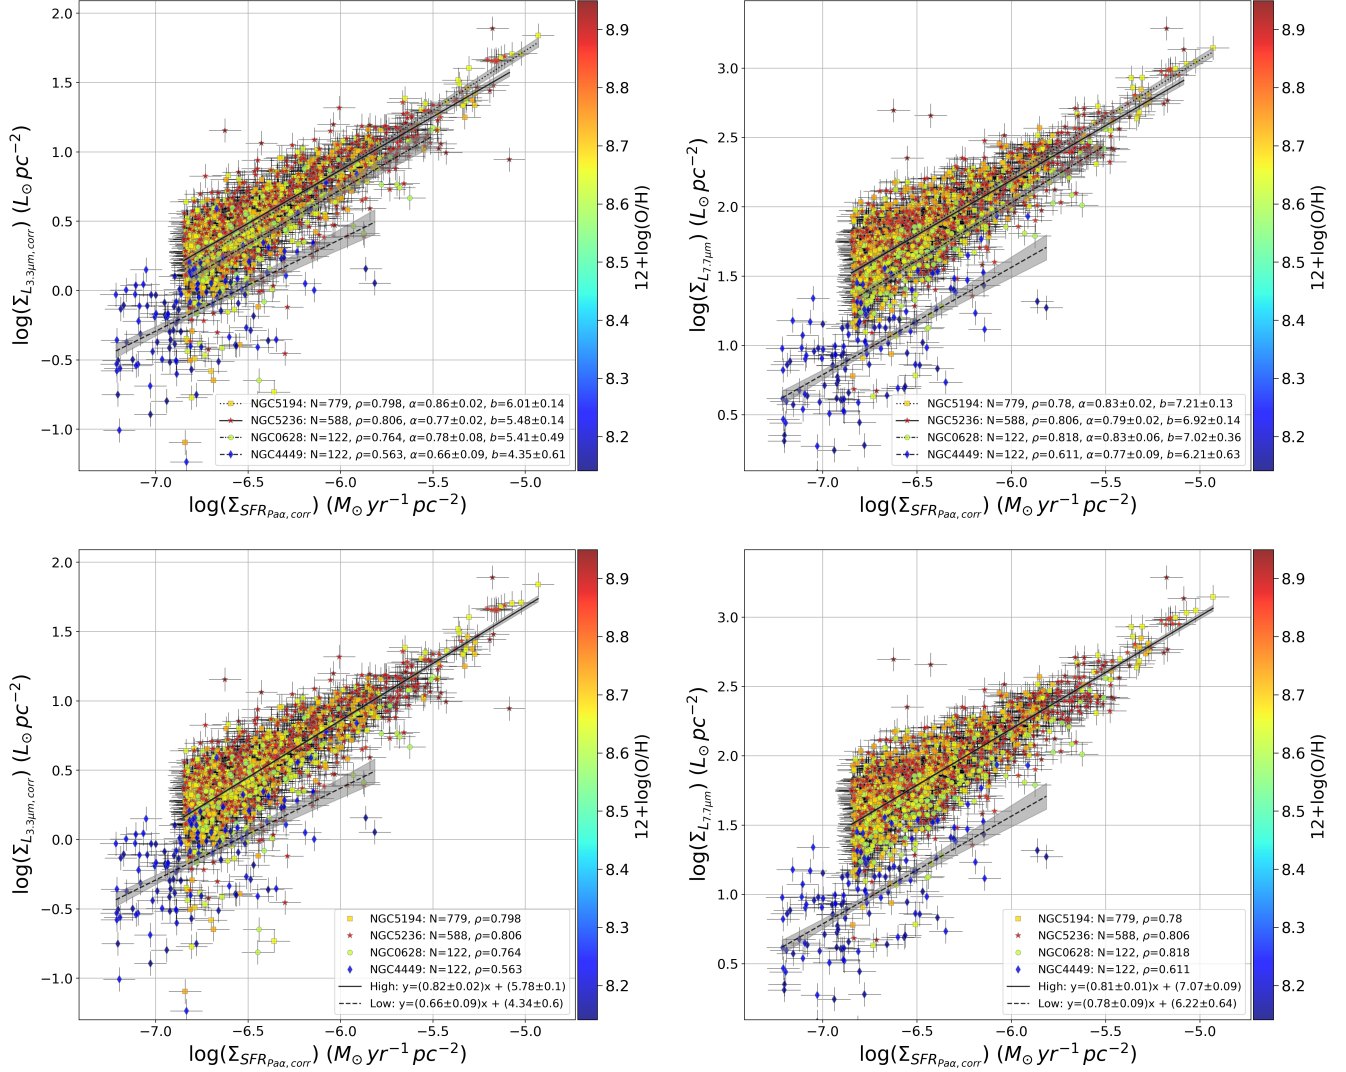 2.0
1.5
1.0
0.5
0.0
−0.5
−1.0
log(Σ_{L_{3.3μm, corr}}) (L_⊙ pc^{−2})
−7.0 −6.5 −6.0 −5.5 −5.0
log(Σ_{SFR_{Paα, corr}}) (M_⊙ yr^{−1} pc^{−2})
NGC5194: N=779, ρ=0.798, α=0.86±0.02, b=6.01±0.14
NGC5236: N=588, ρ=0.806, α=0.77±0.02, b=5.48±0.14
NGC0628: N=122, ρ=0.764, α=0.78±0.08, b=5.41±0.49
NGC4449: N=122, ρ=0.563, α=0.66±0.09, b=4.35±0.61
8.9
8.8
8.7
8.6
8.5
8.4
8.3
8.2
12+log(O/H)
3.0
2.5
2.0
1.5
1.0
0.5
log(Σ_{L_{7.7μm}}) (L_⊙ pc^{−2})
−7.0 −6.5 −6.0 −5.5 −5.0
log(Σ_{SFR_{Paα, corr}}) (M_⊙ yr^{−1} pc^{−2})
NGC5194: N=779, ρ=0.78, α=0.83±0.02, b=7.21±0.13
NGC5236: N=588, ρ=0.806, α=0.79±0.02, b=6.92±0.14
NGC0628: N=122, ρ=0.818, α=0.83±0.06, b=7.02±0.36
NGC4449: N=122, ρ=0.611, α=0.77±0.09, b=6.21±0.63
8.9
8.8
8.7
8.6
8.5
8.4
8.3
8.2
12+log(O/H)
2.0
1.5
1.0
0.5
0.0
−0.5
−1.0
log(Σ_{L_{3.3μm, corr}}) (L_⊙ pc^{−2})
−7.0 −6.5 −6.0 −5.5 −5.0
log(Σ_{SFR_{Paα, corr}}) (M_⊙ yr^{−1} pc^{−2})
NGC5194: N=779, ρ=0.798
NGC5236: N=588, ρ=0.806
NGC0628: N=122, ρ=0.764
NGC4449: N=122, ρ=0.563
High: y=(0.82±0.02)x + (5.78±0.1)
Low: y=(0.66±0.09)x + (4.34±0.6)
8.9
8.8
8.7
8.6
8.5
8.4
8.3
8.2
12+log(O/H)
3.0
2.5
2.0
1.5
1.0
0.5
log(Σ_{L_{7.7μm}}) (L_⊙ pc^{−2})
−7.0 −6.5 −6.0 −5.5 −5.0
log(Σ_{SFR_{Paα, corr}}) (M_⊙ yr^{−1} pc^{−2})
NGC5194: N=779, ρ=0.78
NGC5236: N=588, ρ=0.806
NGC0628: N=122, ρ=0.818
NGC4449: N=122, ρ=0.611
High: y=(0.81±0.01)x + (7.07±0.09)
Low: y=(0.78±0.09)x + (6.22±0.64)
8.9
8.8
8.7
8.6
8.5
8.4
8.3
8.2
12+log(O/H)